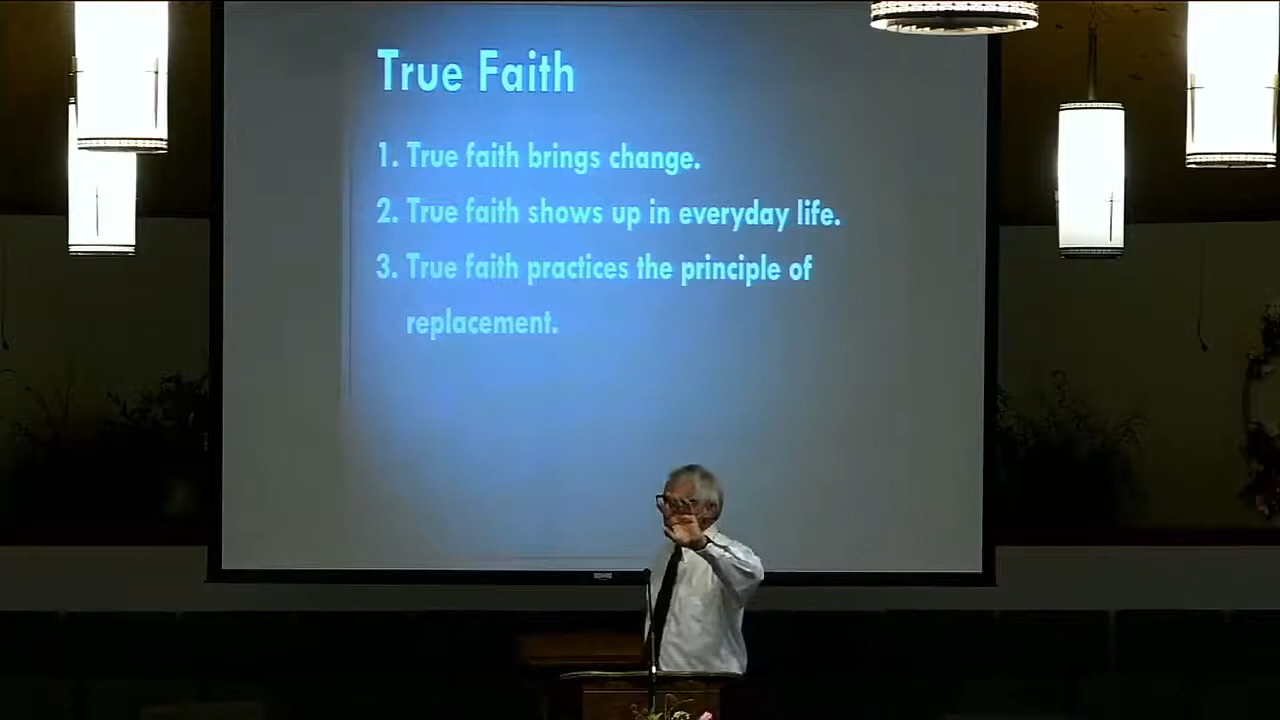 True Faith
1. True faith brings change.
2. True faith shows up in everyday life.
3. True faith practices the principle of
replacement.